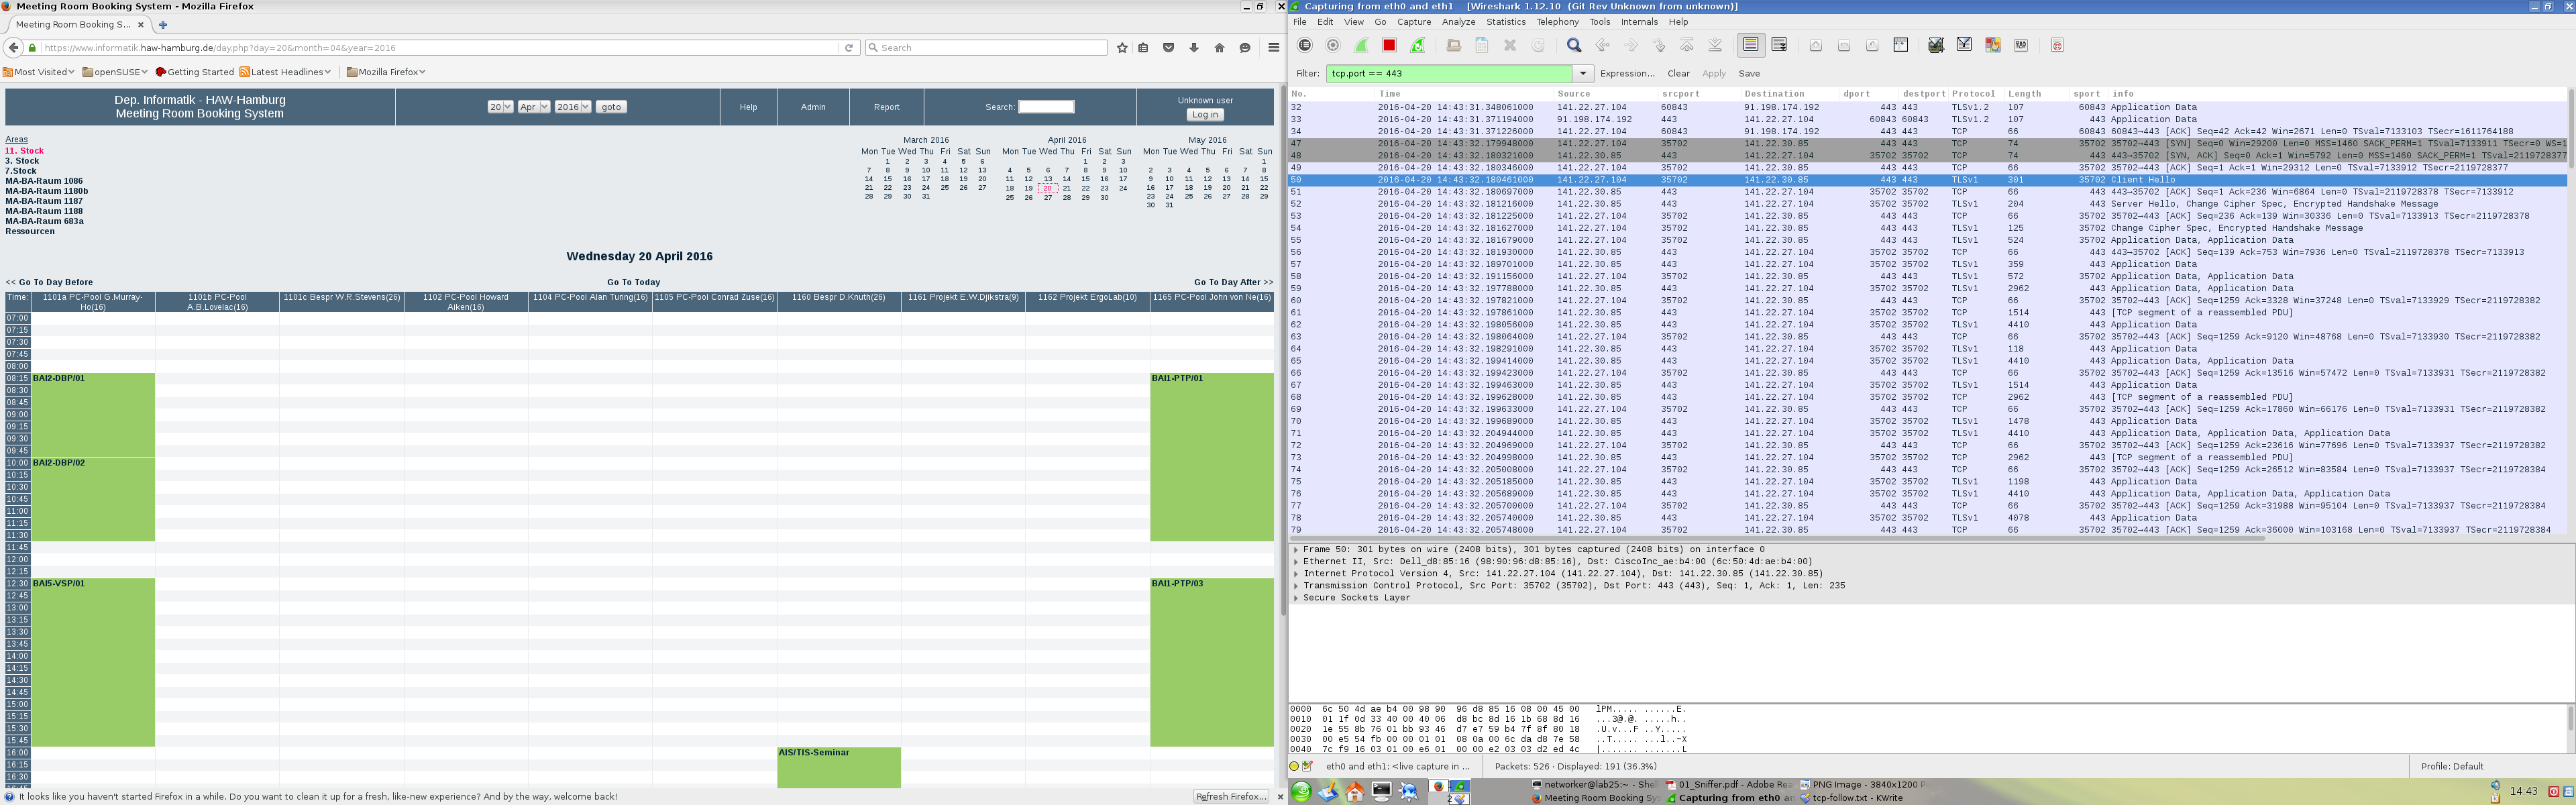 Meeting Room Booking System - Mozilla Firefox
Meeting Room Booking S...
https://www.informatik.haw-hamburg.de/day.php?day=20&month=04&year=2016
Search
Most Visited openSUSE Getting Started Latest Headlines Mozilla Firefox
Dep. Informatik - HAW-Hamburg
Meeting Room Booking System
20 Apr 2016 goto
Help
Admin
Report
Search:
Unknown user
Log in
Areas
11. Stock
3. Stock
7.Stock
MA-BA-Raum 1086
MA-BA-Raum 1180b
MA-BA-Raum 1187
MA-BA-Raum 1188
MA-BA-Raum 683a
Ressourcen
March 2016
Mon Tue Wed Thu Fri Sat Sun
1 2 3 4 5 6
7 8 9 10 11 12 13
14 15 16 17 18 19 20
21 22 23 24 25 26 27
28 29 30 31
April 2016
Mon Tue Wed Thu Fri Sat Sun
1 2 3
4 5 6 7 8 9 10
11 12 13 14 15 16 17
18 19 20 21 22 23 24
25 26 27 28 29 30
May 2016
Mon Tue Wed Thu Fri Sat Sun
1
2 3 4 5 6 7 8
9 10 11 12 13 14 15
16 17 18 19 20 21 22
23 24 25 26 27 28 29
30 31
Wednesday 20 April 2016
<< Go To Day Before
Go To Today
Go To Day After >>
Time: 1101a PC-Pool G.Murray-Ho(16) 1101b PC-Pool A.B.Lovelac(16) 1101c Bespr W.R.Stevens(26) 1102 PC-Pool Howard Aiken(16) 1104 PC-Pool Alan Turing(16) 1105 PC-Pool Conrad Zuse(16) 1160 Bespr D.Knuth(26) 1161 Projekt E.W.Djikstra(9) 1162 Projekt ErgoLab(10) 1165 PC-Pool John von Ne(16)
07:00
07:15
07:30
07:45
08:00
08:15 BAI2-DBP/01 BAI1-PTP/01
08:30
08:45
09:00
09:15
09:30
09:45
10:00 BAI2-DBP/02
10:15
10:30
10:45
11:00
11:15
11:30
11:45
12:00
12:15
12:30 BAI5-VSP/01 BAI1-PTP/03
12:45
13:00
13:15
13:30
13:45
14:00
14:15
14:30
14:45
15:00
15:15
15:30
15:45
16:00 AIS/TIS-Seminar
16:15
16:30
It looks like you haven't started Firefox in a while. Do you want to clean it up for a fresh, like-new experience? And by the way, welcome back!
Refresh Firefox...
Capturing from eth0 and eth1 [Wireshark 1.12.10 (Git Rev Unknown from unknown)]
File Edit View Go Capture Analyze Statistics Telephony Tools Internals Help
Filter: tcp.port == 443 Expression... Clear Apply Save
No. Time Source srcport Destination dport destport Protocol Length sport info
32 2016-04-20 14:43:31.348061000 141.22.27.104 60843 91.198.174.192 443 443 TLSv1.2 107 60843 Application Data
33 2016-04-20 14:43:31.371194000 91.198.174.192 443 141.22.27.104 60843 60843 TLSv1.2 107 443 Application Data
34 2016-04-20 14:43:31.371226000 141.22.27.104 60843 91.198.174.192 443 443 TCP 66 60843 60843→443 [ACK] Seq=42 Ack=42 Win=2671 Len=0 TSval=7133103 TSecr=1611764188
47 2016-04-20 14:43:32.179948000 141.22.27.104 35702 141.22.30.85 443 443 TCP 74 35702 35702→443 [SYN] Seq=0 Win=29200 Len=0 MSS=1460 SACK_PERM=1 TSval=7133911 TSecr=0 WS=1
48 2016-04-20 14:43:32.180321000 141.22.30.85 443 141.22.27.104 35702 35702 TCP 74 443 443→35702 [SYN, ACK] Seq=0 Ack=1 Win=5792 Len=0 MSS=1460 SACK_PERM=1 TSval=2119728377
49 2016-04-20 14:43:32.180346000 141.22.27.104 35702 141.22.30.85 443 443 TCP 66 35702 35702→443 [ACK] Seq=1 Ack=1 Win=29312 Len=0 TSval=7133912 TSecr=2119728377
50 2016-04-20 14:43:32.180461000 141.22.27.104 35702 141.22.30.85 443 443 TLSv1 301 35702 Client Hello
51 2016-04-20 14:43:32.180697000 141.22.30.85 443 141.22.27.104 35702 35702 TCP 66 443 443→35702 [ACK] Seq=1 Ack=236 Win=6864 Len=0 TSval=2119728378 TSecr=7133912
52 2016-04-20 14:43:32.181216000 141.22.30.85 443 141.22.27.104 35702 35702 TLSv1 204 443 Server Hello, Change Cipher Spec, Encrypted Handshake Message
53 2016-04-20 14:43:32.181225000 141.22.27.104 35702 141.22.30.85 443 443 TCP 66 35702 35702→443 [ACK] Seq=236 Ack=139 Win=30336 Len=0 TSval=7133913 TSecr=2119728378
54 2016-04-20 14:43:32.181627000 141.22.27.104 35702 141.22.30.85 443 443 TLSv1 125 35702 Change Cipher Spec, Encrypted Handshake Message
55 2016-04-20 14:43:32.181679000 141.22.27.104 35702 141.22.30.85 443 443 TLSv1 524 35702 Application Data, Application Data
56 2016-04-20 14:43:32.181930000 141.22.30.85 443 141.22.27.104 35702 35702 TCP 66 443 443→35702 [ACK] Seq=139 Ack=753 Win=7936 Len=0 TSval=2119728378 TSecr=7133913
57 2016-04-20 14:43:32.189701000 141.22.30.85 443 141.22.27.104 35702 35702 TLSv1 359 443 Application Data
58 2016-04-20 14:43:32.191156000 141.22.27.104 35702 141.22.30.85 443 443 TLSv1 572 35702 Application Data, Application Data
59 2016-04-20 14:43:32.197788000 141.22.30.85 443 141.22.27.104 35702 35702 TLSv1 2962 443 Application Data
60 2016-04-20 14:43:32.197821000 141.22.27.104 35702 141.22.30.85 443 443 TCP 66 35702 35702→443 [ACK] Seq=1259 Ack=3328 Win=37248 Len=0 TSval=7133929 TSecr=2119728382
61 2016-04-20 14:43:32.197861000 141.22.30.85 443 141.22.27.104 35702 35702 TCP 1514 443 [TCP segment of a reassembled PDU]
62 2016-04-20 14:43:32.198056000 141.22.30.85 443 141.22.27.104 35702 35702 TLSv1 4410 443 Application Data
63 2016-04-20 14:43:32.198064000 141.22.27.104 35702 141.22.30.85 443 443 TCP 66 35702 35702→443 [ACK] Seq=1259 Ack=9120 Win=48768 Len=0 TSval=7133930 TSecr=2119728382
64 2016-04-20 14:43:32.198291000 141.22.30.85 443 141.22.27.104 35702 35702 TLSv1 118 443 Application Data
65 2016-04-20 14:43:32.199414000 141.22.30.85 443 141.22.27.104 35702 35702 TLSv1 4410 443 Application Data, Application Data
66 2016-04-20 14:43:32.199423000 141.22.27.104 35702 141.22.30.85 443 443 TCP 66 35702 35702→443 [ACK] Seq=1259 Ack=13516 Win=57472 Len=0 TSval=7133931 TSecr=2119728382
67 2016-04-20 14:43:32.199463000 141.22.30.85 443 141.22.27.104 35702 35702 TLSv1 1514 443 Application Data
68 2016-04-20 14:43:32.199628000 141.22.30.85 443 141.22.27.104 35702 35702 TCP 2962 443 [TCP segment of a reassembled PDU]
69 2016-04-20 14:43:32.199633000 141.22.27.104 35702 141.22.30.85 443 443 TCP 66 35702 35702→443 [ACK] Seq=1259 Ack=17860 Win=66176 Len=0 TSval=7133931 TSecr=2119728382
70 2016-04-20 14:43:32.199689000 141.22.30.85 443 141.22.27.104 35702 35702 TLSv1 1478 443 Application Data
71 2016-04-20 14:43:32.204944000 141.22.30.85 443 141.22.27.104 35702 35702 TLSv1 4410 443 Application Data, Application Data, Application Data
72 2016-04-20 14:43:32.204969000 141.22.27.104 35702 141.22.30.85 443 443 TCP 66 35702 35702→443 [ACK] Seq=1259 Ack=23616 Win=77696 Len=0 TSval=7133937 TSecr=2119728382
73 2016-04-20 14:43:32.204998000 141.22.30.85 443 141.22.27.104 35702 35702 TCP 2962 443 [TCP segment of a reassembled PDU]
74 2016-04-20 14:43:32.205008000 141.22.27.104 35702 141.22.30.85 443 443 TCP 66 35702 35702→443 [ACK] Seq=1259 Ack=26512 Win=83584 Len=0 TSval=7133937 TSecr=2119728384
75 2016-04-20 14:43:32.205185000 141.22.30.85 443 141.22.27.104 35702 35702 TLSv1 1198 443 Application Data
76 2016-04-20 14:43:32.205689000 141.22.30.85 443 141.22.27.104 35702 35702 TLSv1 4410 443 Application Data, Application Data, Application Data
77 2016-04-20 14:43:32.205700000 141.22.27.104 35702 141.22.30.85 443 443 TCP 66 35702 35702→443 [ACK] Seq=1259 Ack=31988 Win=95104 Len=0 TSval=7133937 TSecr=2119728384
78 2016-04-20 14:43:32.205740000 141.22.30.85 443 141.22.27.104 35702 35702 TLSv1 4078 443 Application Data
79 2016-04-20 14:43:32.205748000 141.22.27.104 35702 141.22.30.85 443 443 TCP 66 35702 35702→443 [ACK] Seq=1259 Ack=36000 Win=103168 Len=0 TSval=7133937 TSecr=2119728384
Frame 50: 301 bytes on wire (2408 bits), 301 bytes captured (2408 bits) on interface 0
Ethernet II, Src: Dell_d8:85:16 (98:90:96:d8:85:16), Dst: CiscoInc_ae:b4:00 (6c:50:4d:ae:b4:00)
Internet Protocol Version 4, Src: 141.22.27.104 (141.22.27.104), Dst: 141.22.30.85 (141.22.30.85)
Transmission Control Protocol, Src Port: 35702 (35702), Dst Port: 443 (443), Seq: 1, Ack: 1, Len: 235
Secure Sockets Layer
0000 6c 50 4d ae b4 00 98 90 96 d8 85 16 08 00 45 00 lPM..... ......E.
0010 01 1f 0d 33 40 00 40 06 d8 bc 8d 16 1b 68 8d 16 ...3@.@. .....h..
0020 1e 55 8b 76 01 bb 93 46 d7 e7 59 b4 7f 8f 80 18 .U.v...F ..Y.....
0030 00 e5 54 fb 00 00 01 01 08 0a 00 6c da d8 7e 58 ..T..... ...l..~X
0040 7c f9 16 03 01 00 e6 01 00 00 e2 03 03 d2 ed 4c |....... .......L
eth0 and eth1: <live capture in ... Packets: 526 · Displayed: 191 (36.3%) Profile: Default
networker@lab25:~ - Shel 01_Sniffer.pdf - Adobe Rea PNG Image - 3840x1200 P
Meeting Room Booking Sy Capturing from eth0 an tcp-follow.txt - KWrite
14:43